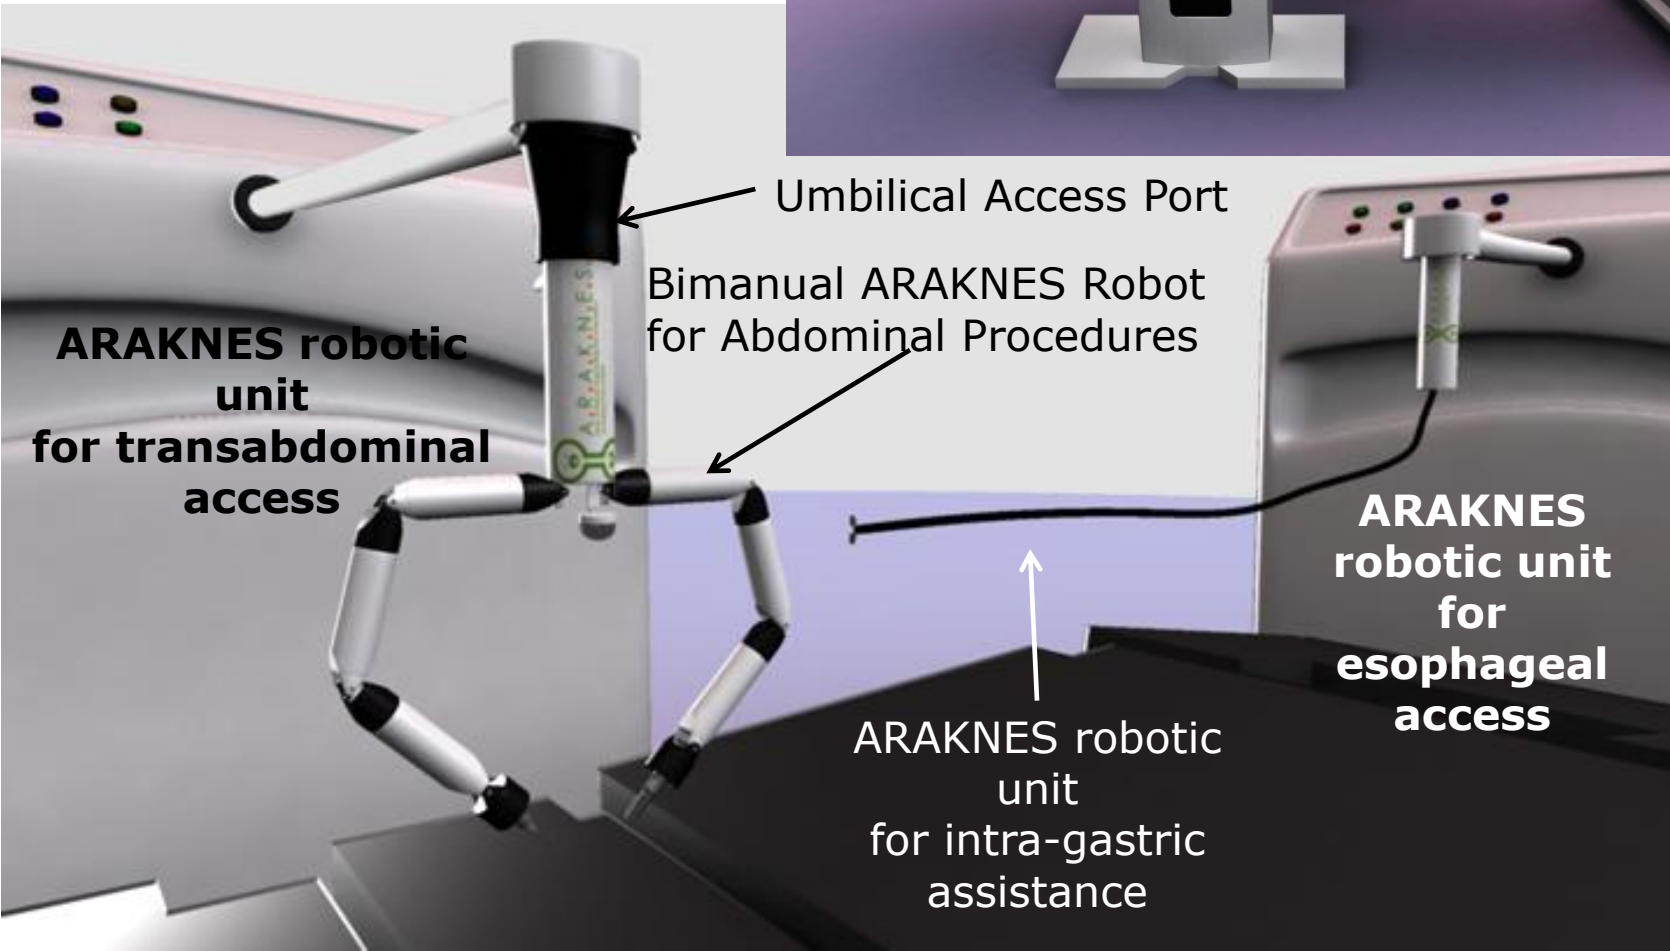 Umbilical Access Port
Bimanual ARAKNES Robot
for Abdominal Procedures
ARAKNES robotic
unit
for transabdominal
access
A.R.A.K.N.E.S
ARAKNES
robotic unit
for
esophageal
access
ARAKNES robotic
unit
for intra-gastric
assistance